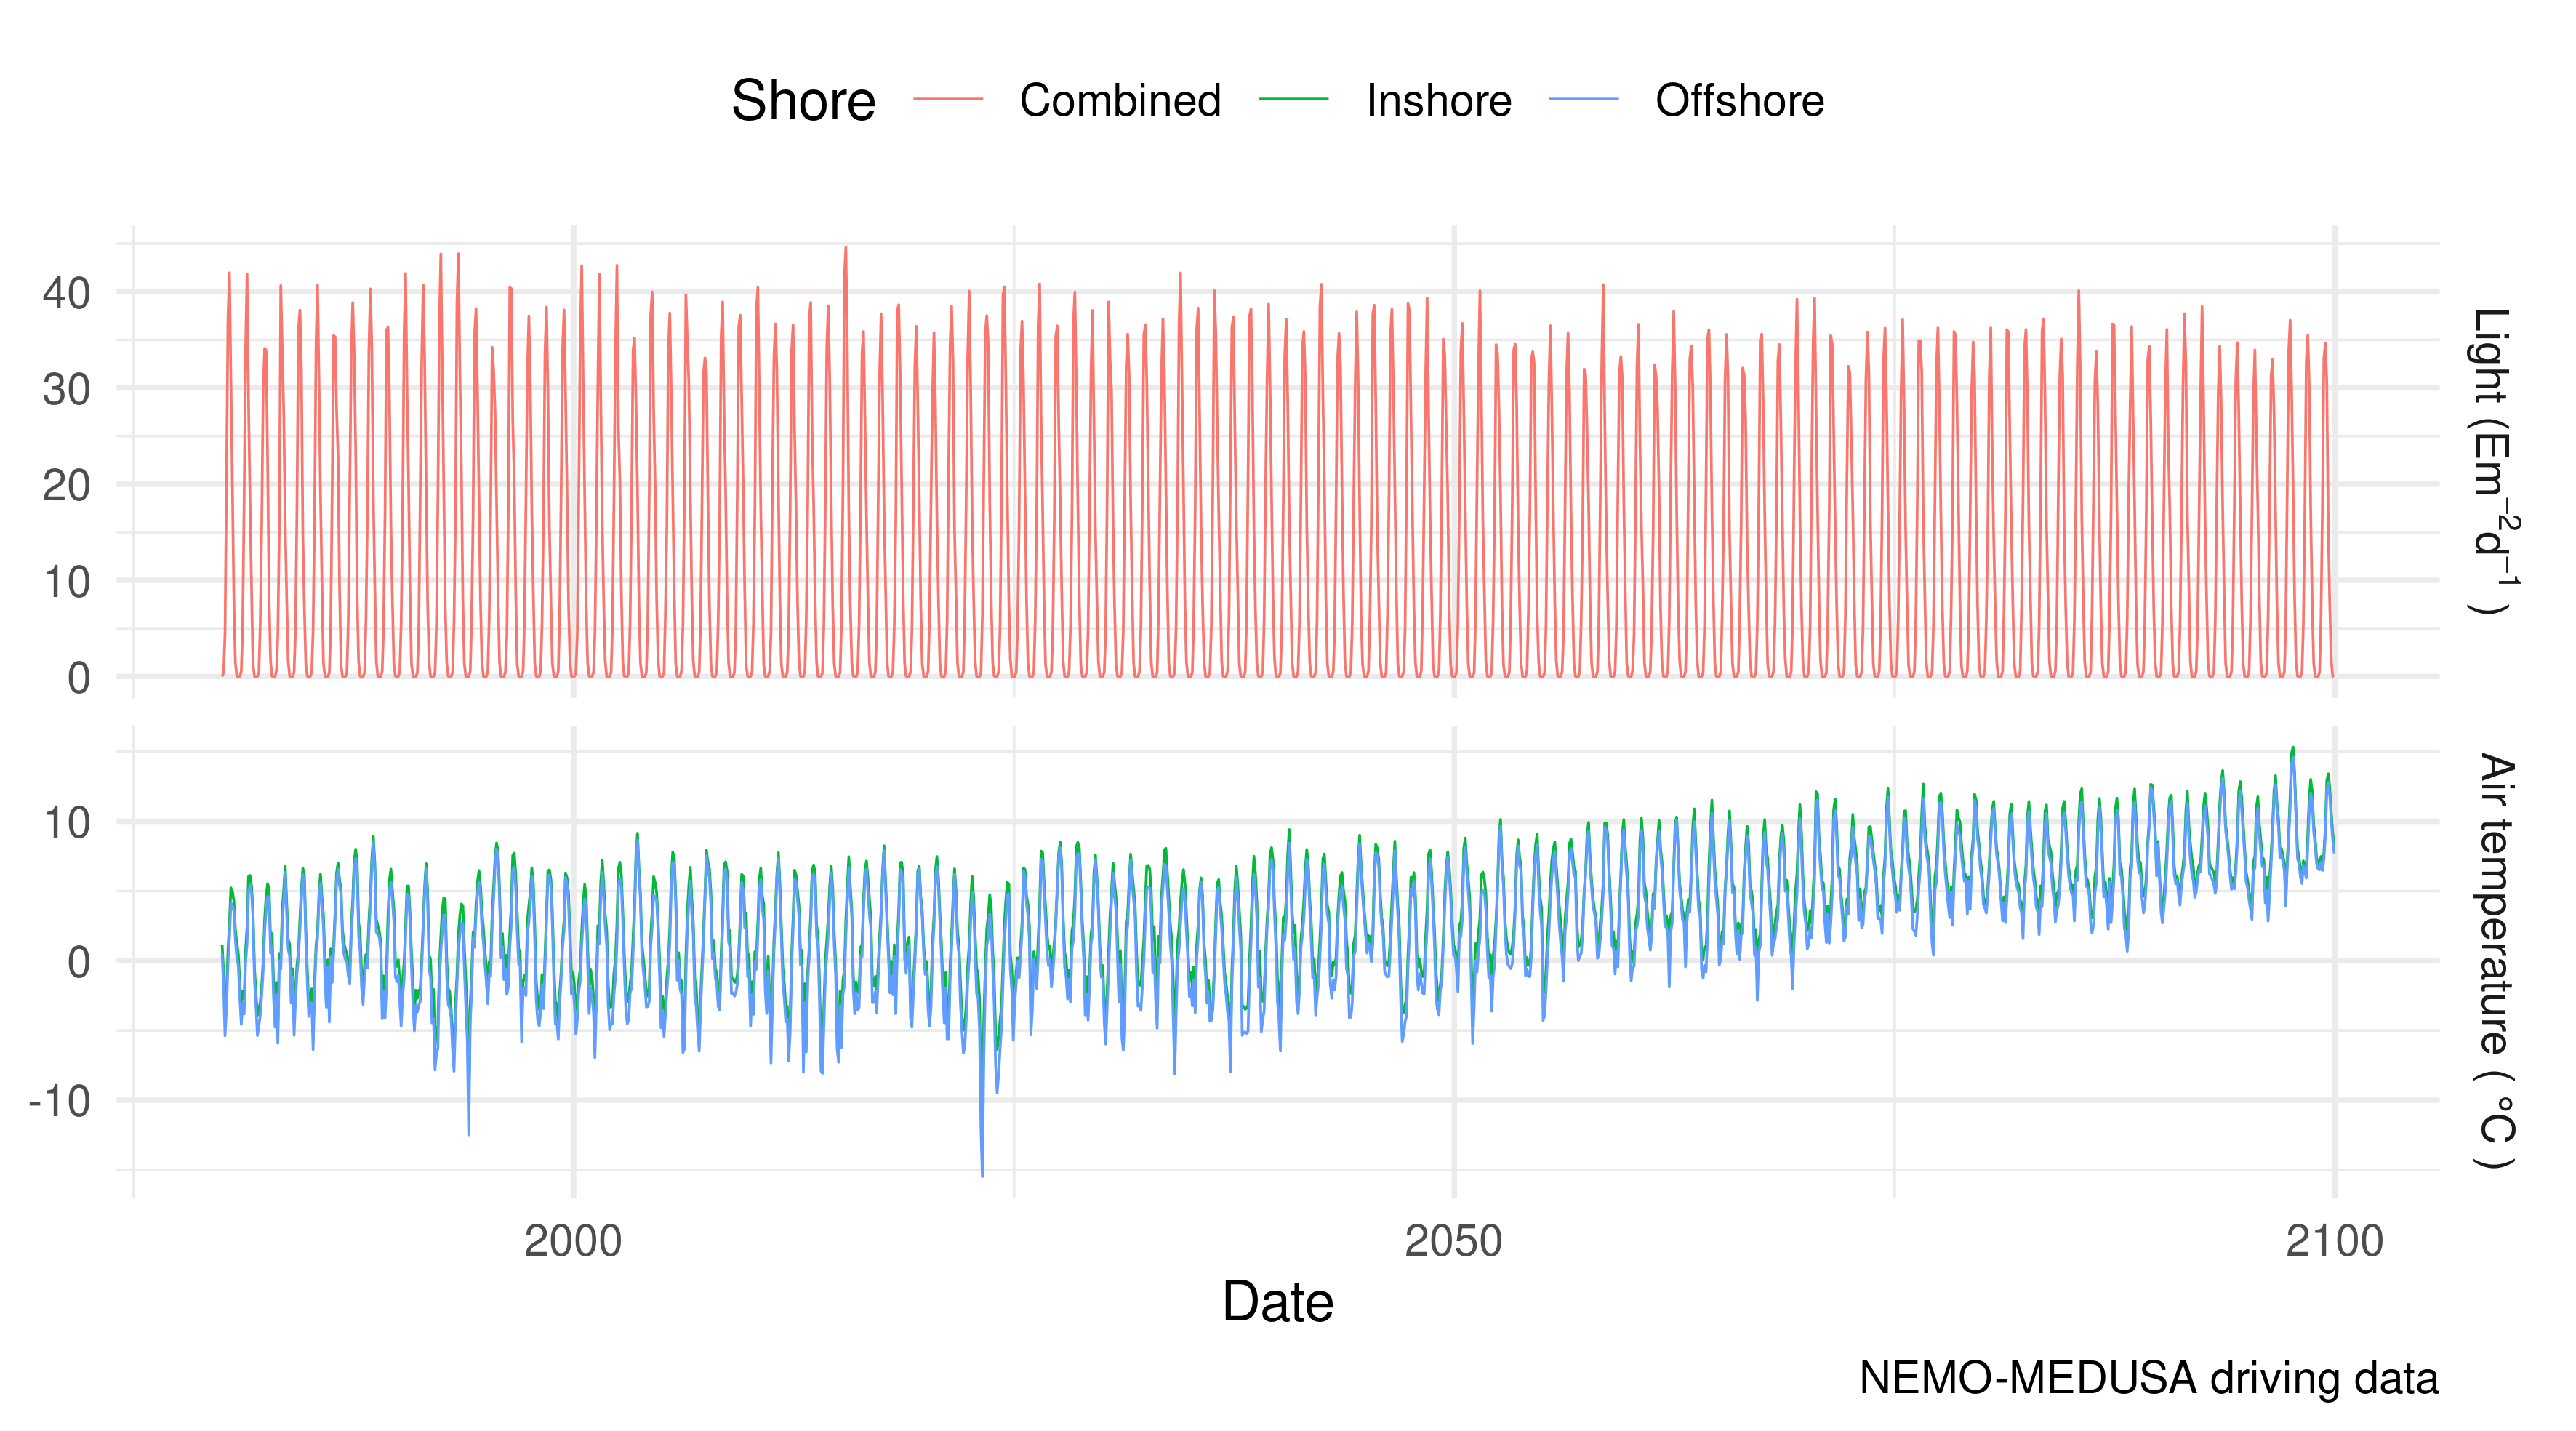 Shore Combined Inshore Offshore
40
30
20
10
0
Light (Em⁻²d⁻¹ )
10
0
-10
Air temperature ( °C )
2000 2050 2100
Date
NEMO-MEDUSA driving data